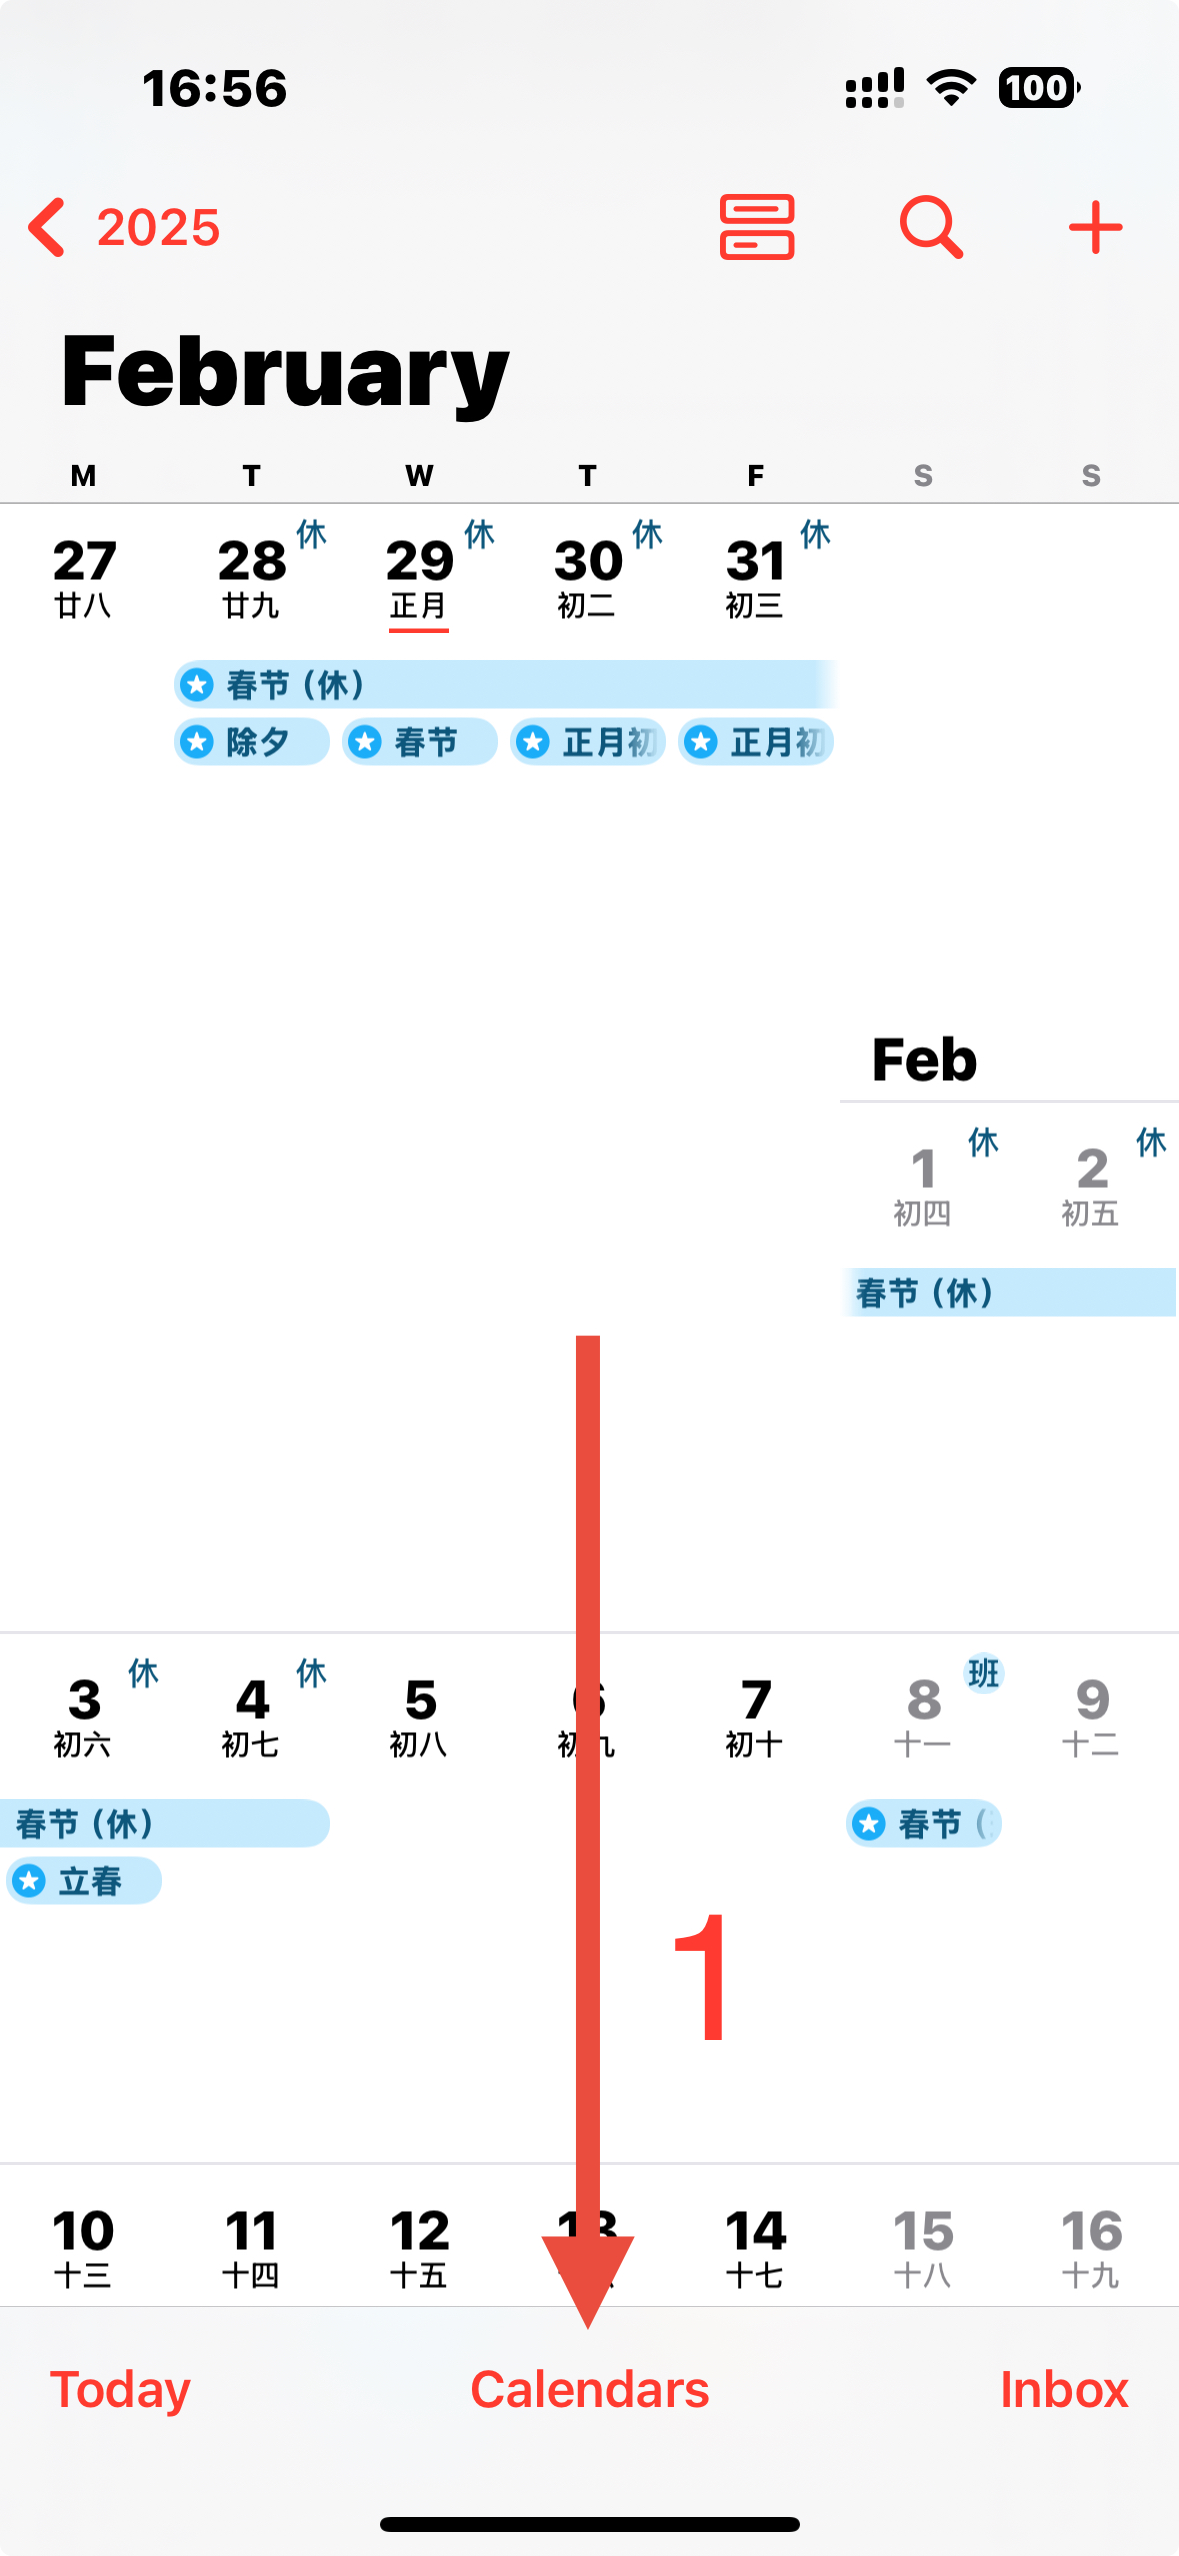 16:56 100
2025
February
M T W T F S S
27 28 休 29 休 30 休 31 休
廿八 廿九 正月 初二 初三
春节（休）
除夕 春节 正月初 正月初
Feb
1 休 2 休
初四 初五
春节（休）
3 休 4 休 5 7 8 班 9
初六 初七 初八 初九 初十 十一 十二
春节（休） 春节（
立春
1
10 11 12 13 14 15 16
十三 十四 十五 十七 十八 十九
Today Calendars Inbox